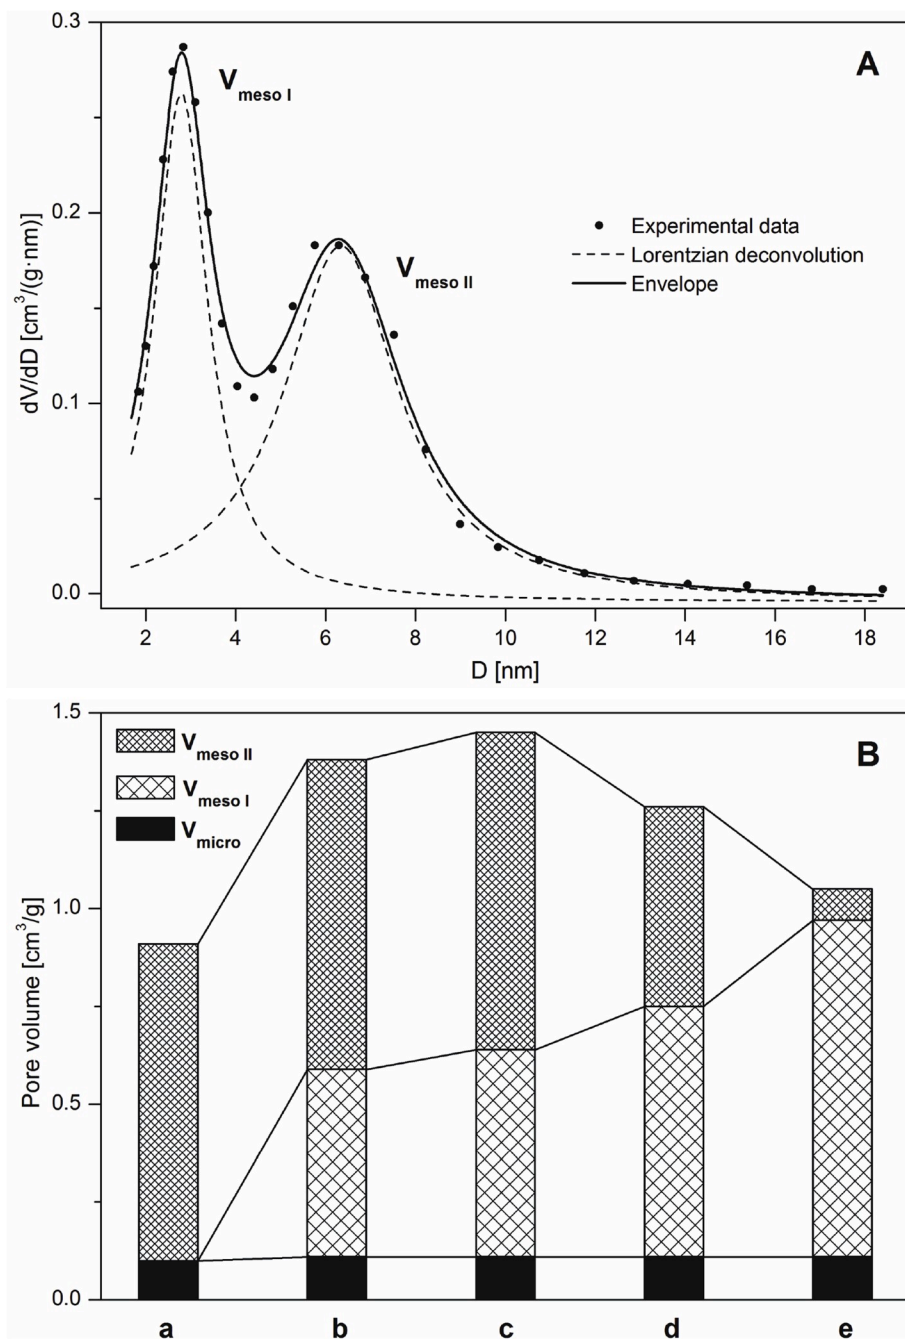 A
0.3
0.2
0.1
0.0
dV/dD [cm³/(g·nm)]
V meso I
V meso II
Experimental data
Lorentzian deconvolution
Envelope
2 4 6 8 10 12 14 16 18
D [nm]
B
1.5
1.0
0.5
0.0
Pore volume [cm³/g]
V meso II
V meso I
V micro
a b c d e